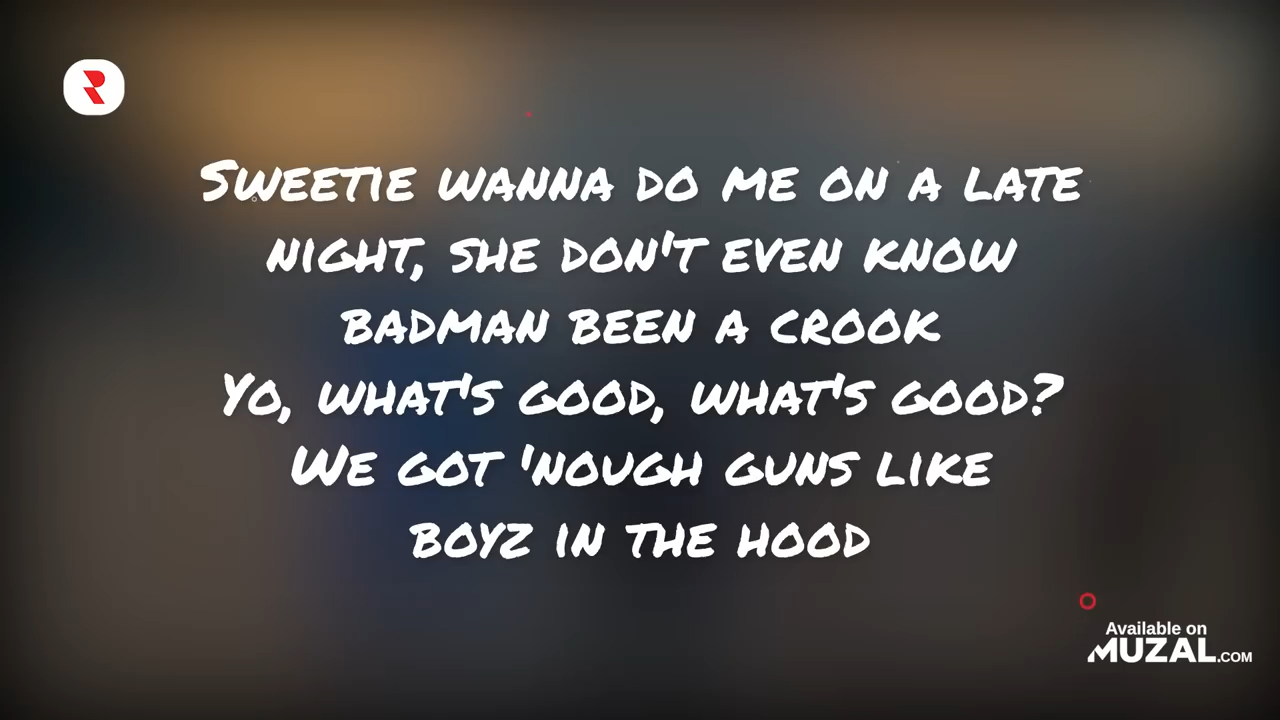 Sweetie wanna do me on a late
night, she don't even know
badman been a crook
Yo, what's good, what's good?
We got 'nough guns like
boyz in the hood
Available on
MUZAL.COM